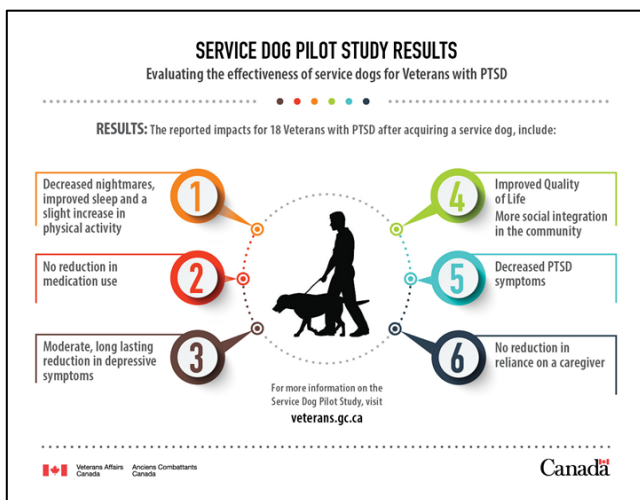 SERVICE DOG PILOT STUDY RESULTS
Evaluating the effectiveness of service dogs for Veterans with PTSD
RESULTS: The reported impacts for 18 Veterans with PTSD after acquiring a service dog, include:
1
Decreased nightmares,
improved sleep and a
slight increase in
physical activity
2
No reduction in
medication use
3
Moderate, long lasting
reduction in depressive
symptoms
4
Improved Quality
of Life
More social integration
in the community
5
Decreased PTSD
symptoms
6
No reduction in
reliance on a caregiver
For more information on the
Service Dog Pilot Study, visit
veterans.gc.ca
Veterans Affairs
Canada
Anciens Combattants
Canada
Canada